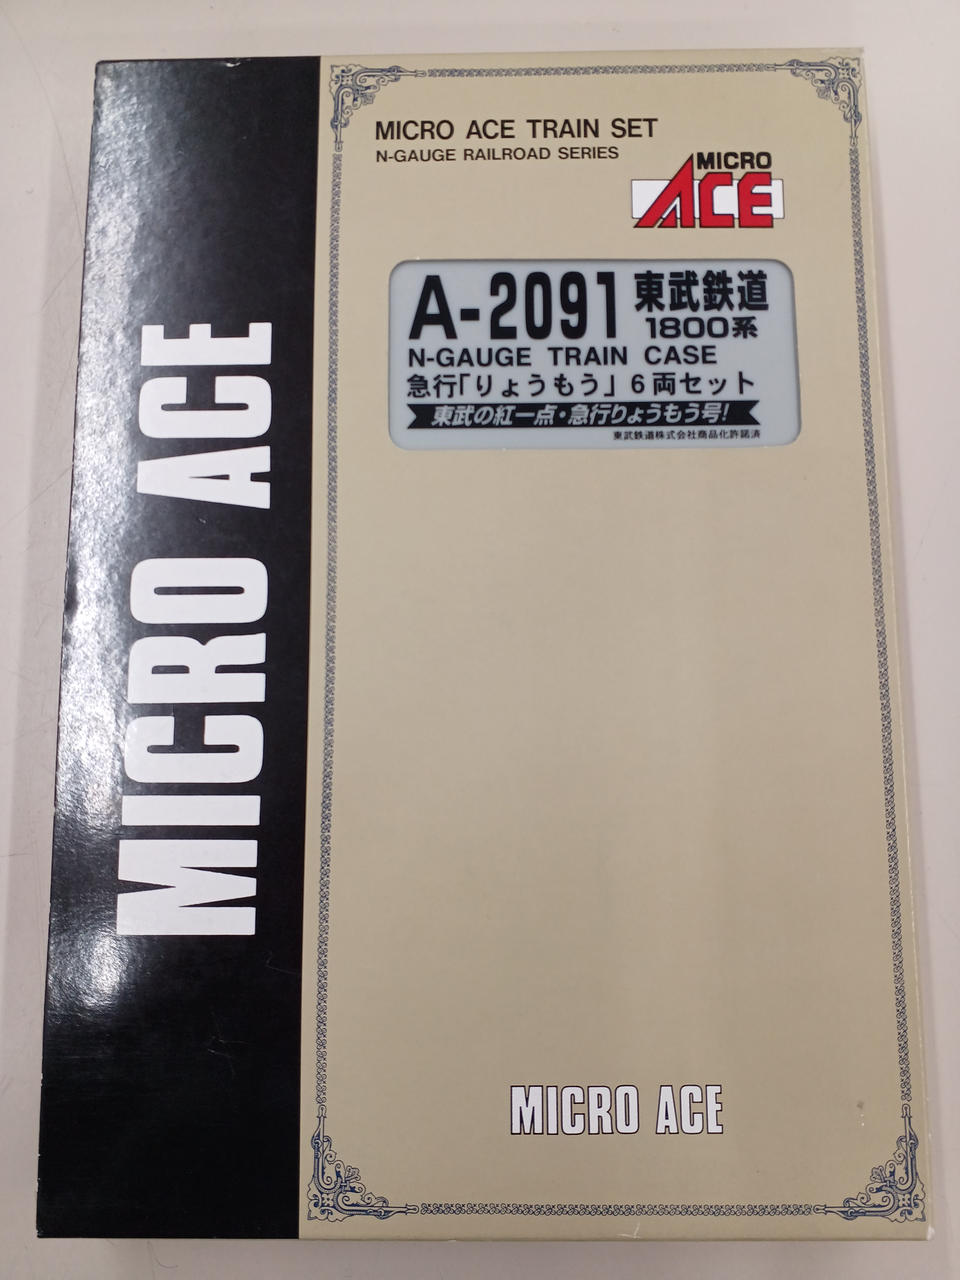 MICRO ACE
MICRO ACE TRAIN SET
N-GAUGE RAILROAD SERIES
MICRO
ACE
A-2091 東武鉄道
1800系
N-GAUGE TRAIN CASE
急行「りょうもう」6両セット
東武の紅一点・急行りょうもう号!
東武鉄道株式会社商品化許諾済
MICRO ACE